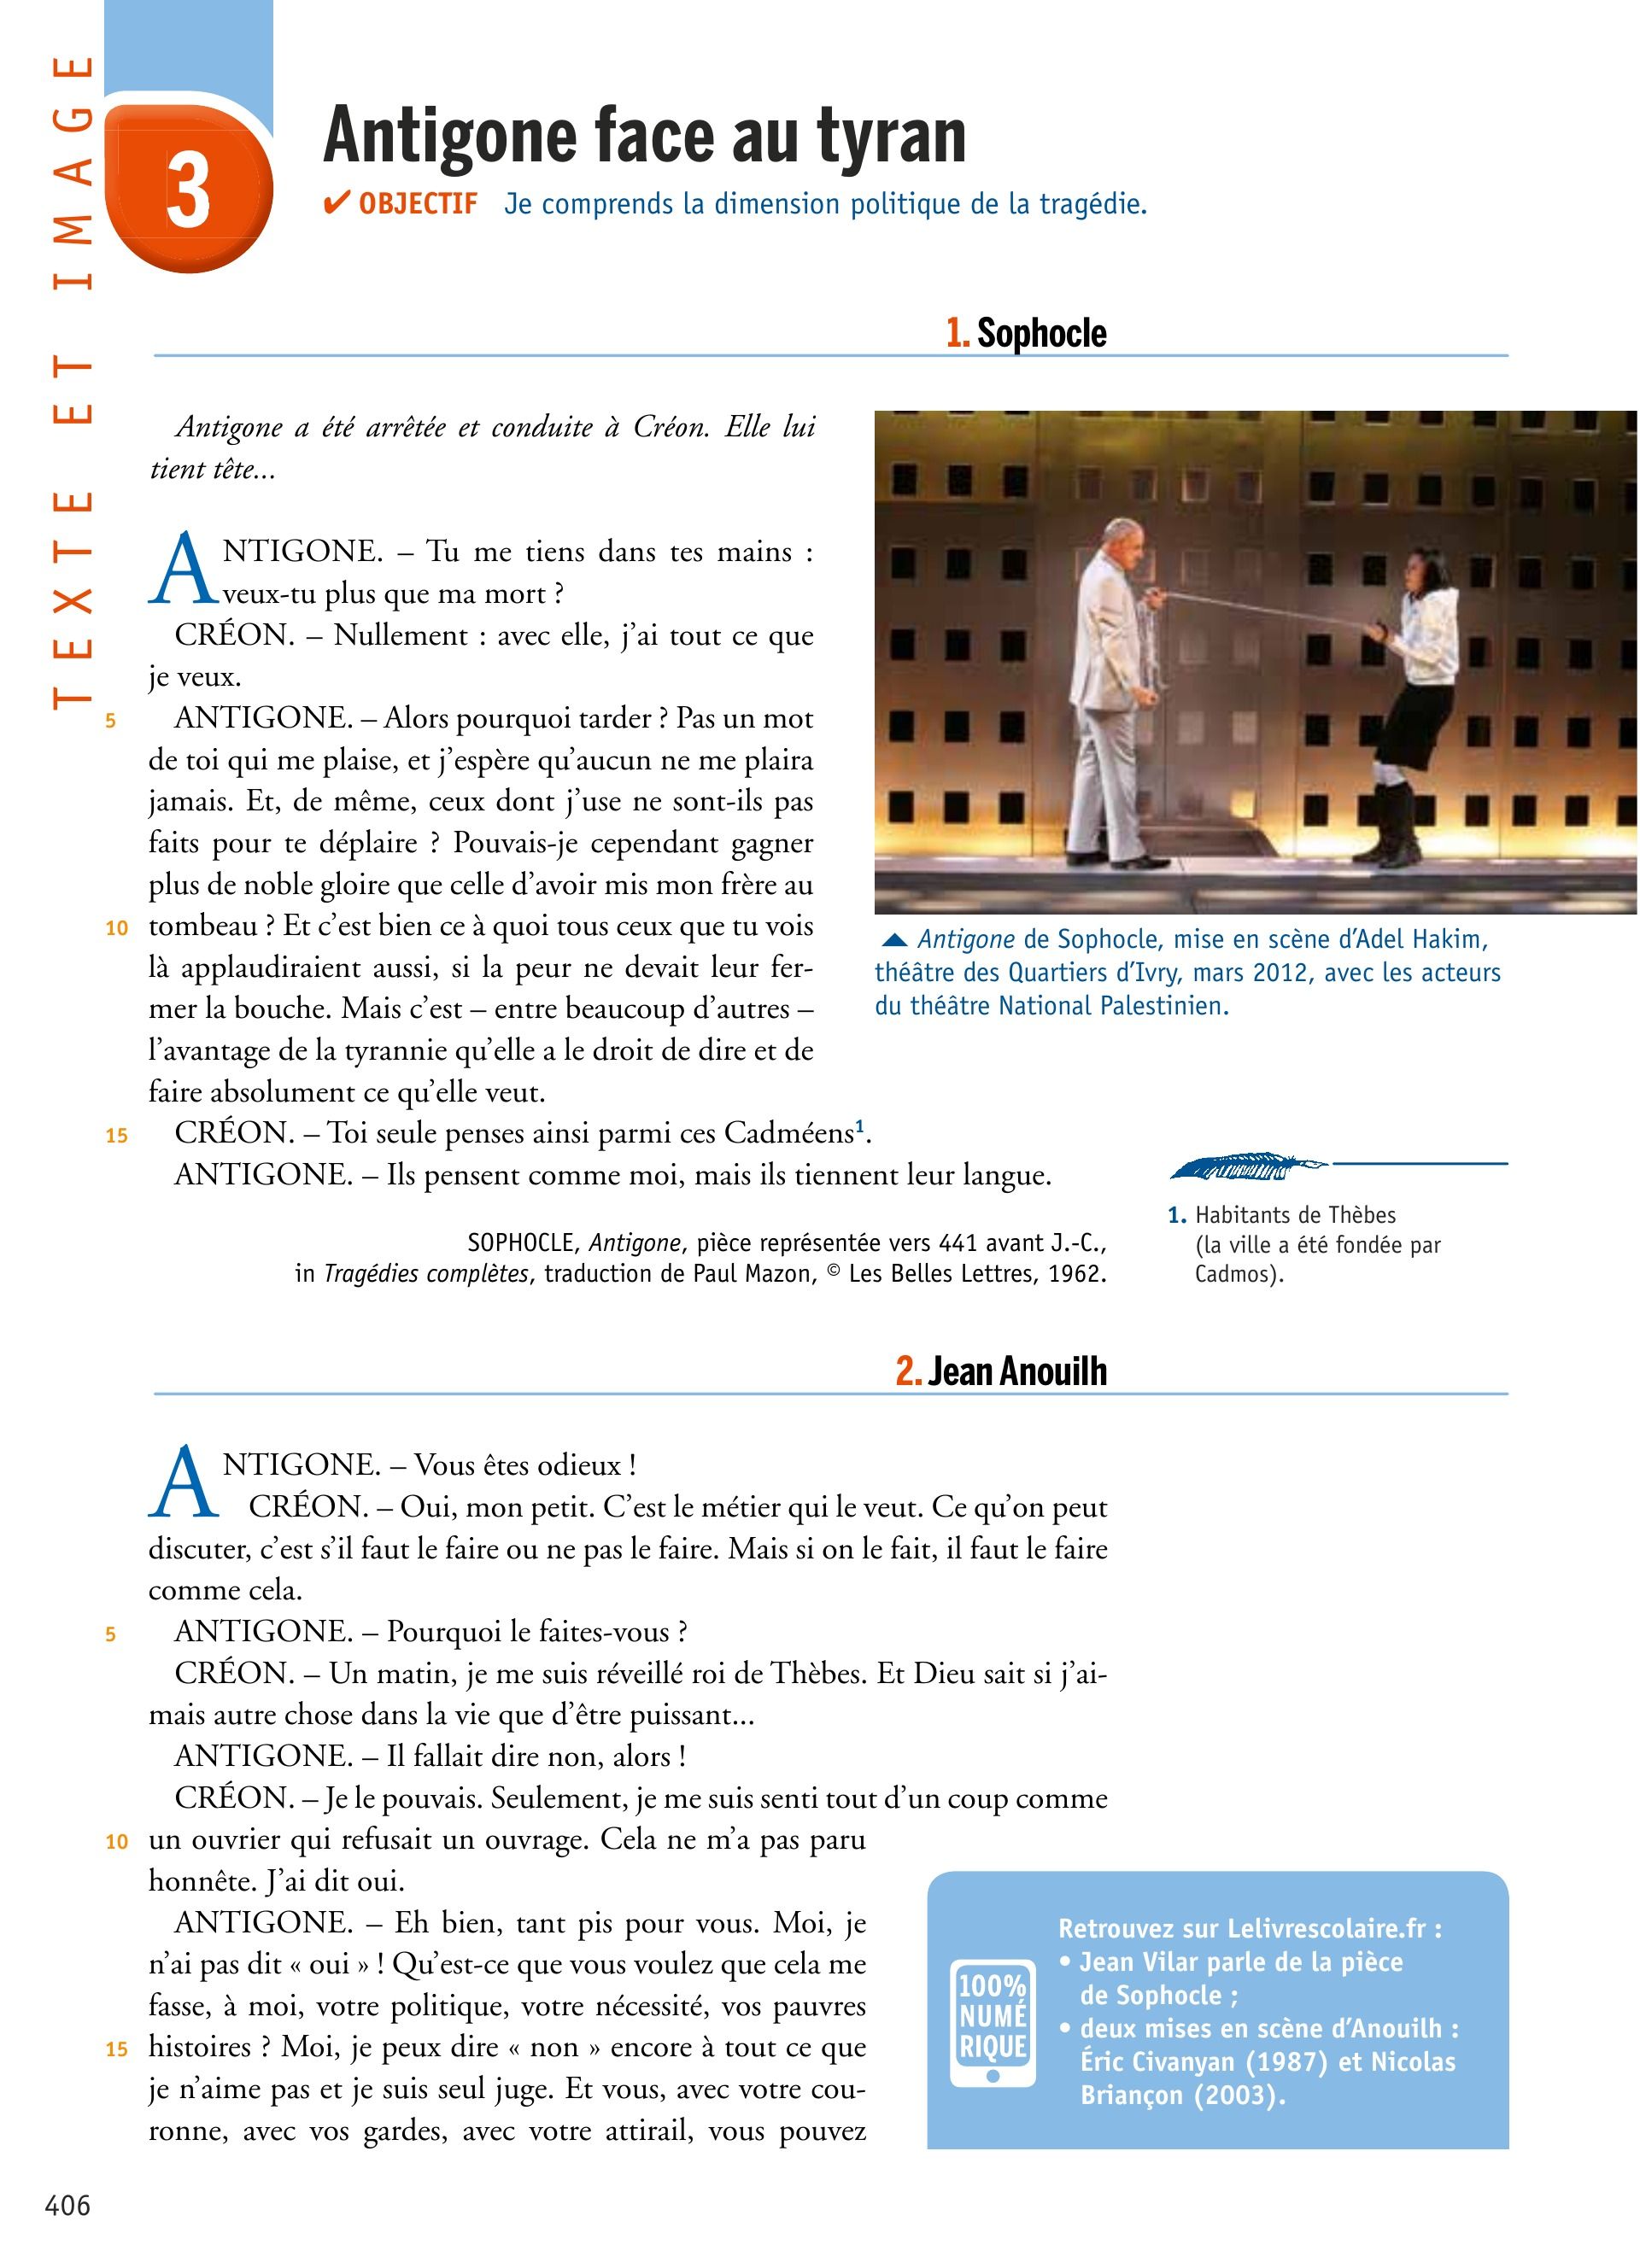 TEXTE ET IMAGE
3
Antigone face au tyran
✔ OBJECTIF Je comprends la dimension politique de la tragédie.
1. Sophocle
Antigone a été arrêtée et conduite à Créon. Elle lui
tient tête...
ANTIGONE. – Tu me tiens dans tes mains :
veux-tu plus que ma mort ?
CRÉON. – Nullement : avec elle, j'ai tout ce que
je veux.
5 ANTIGONE. – Alors pourquoi tarder ? Pas un mot
de toi qui me plaise, et j'espère qu'aucun ne me plaira
jamais. Et, de même, ceux dont j'use ne sont-ils pas
faits pour te déplaire ? Pouvais-je cependant gagner
plus de noble gloire que celle d'avoir mis mon frère au
10 tombeau ? Et c'est bien ce à quoi tous ceux que tu vois
là applaudiraient aussi, si la peur ne devait leur fer-
mer la bouche. Mais c'est – entre beaucoup d'autres –
l'avantage de la tyrannie qu'elle a le droit de dire et de
faire absolument ce qu'elle veut.
15 CRÉON. – Toi seule penses ainsi parmi ces Cadméens1.
ANTIGONE. – Ils pensent comme moi, mais ils tiennent leur langue.
SOPHOCLE, Antigone, pièce représentée vers 441 avant J.-C.,
in Tragédies complètes, traduction de Paul Mazon, © Les Belles Lettres, 1962.
▲ Antigone de Sophocle, mise en scène d'Adel Hakim,
théâtre des Quartiers d'Ivry, mars 2012, avec les acteurs
du théâtre National Palestinien.
1. Habitants de Thèbes
(la ville a été fondée par
Cadmos).
2. Jean Anouilh
ANTIGONE. – Vous êtes odieux !
CRÉON. – Oui, mon petit. C'est le métier qui le veut. Ce qu'on peut
discuter, c'est s'il faut le faire ou ne pas le faire. Mais si on le fait, il faut le faire
comme cela.
5 ANTIGONE. – Pourquoi le faites-vous ?
CRÉON. – Un matin, je me suis réveillé roi de Thèbes. Et Dieu sait si j'ai-
mais autre chose dans la vie que d'être puissant...
ANTIGONE. – Il fallait dire non, alors !
CRÉON. – Je le pouvais. Seulement, je me suis senti tout d'un coup comme
10 un ouvrier qui refusait un ouvrage. Cela ne m'a pas paru
honnête. J'ai dit oui.
ANTIGONE. – Eh bien, tant pis pour vous. Moi, je
n'ai pas dit « oui » ! Qu'est-ce que vous voulez que cela me
fasse, à moi, votre politique, votre nécessité, vos pauvres
15 histoires ? Moi, je peux dire « non » encore à tout ce que
je n'aime pas et je suis seul juge. Et vous, avec votre cou-
ronne, avec vos gardes, avec votre attirail, vous pouvez
100%
NUMÉ
RIQUE
Retrouvez sur Lelivrescolaire.fr :
• Jean Vilar parle de la pièce
de Sophocle ;
• deux mises en scène d'Anouilh :
Éric Civanyan (1987) et Nicolas
Briançon (2003).
406